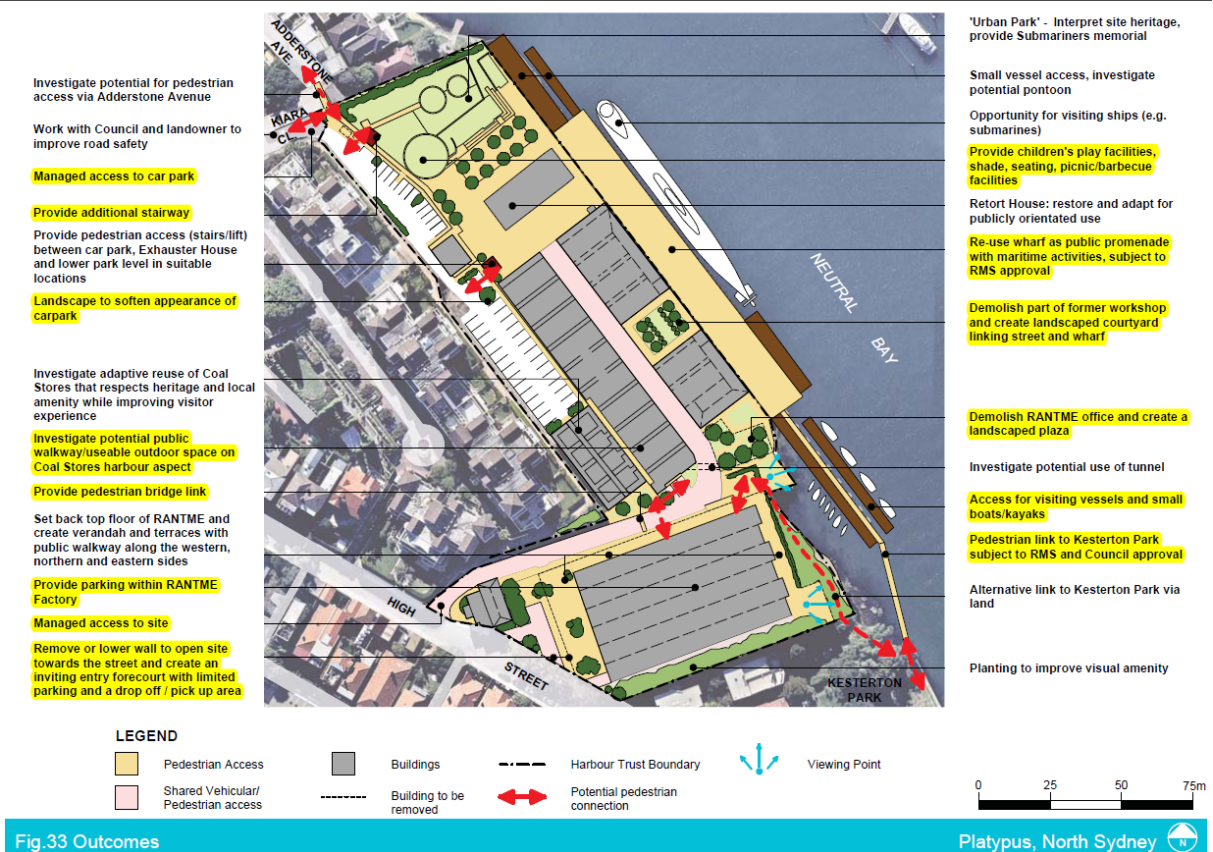 'Urban Park' - Interpret site heritage,
provide Submariners memorial
ADDERSTONE
AVE
Investigate potential for pedestrian
access via Adderstone Avenue
Small vessel access, investigate
potential pontoon
KIARA
CL.
Work with Council and landowner to
improve road safety
Opportunity for visiting ships (e.g.
submarines)
Managed access to car park
Provide children's play facilities,
shade, seating, picnic/barbecue
facilities
Provide additional stairway
Retort House: restore and adapt for
publicly orientated use
Provide pedestrian access (stairs/lift)
between car park, Exhauster House
and lower park level in suitable
locations
Re-use wharf as public promenade
with maritime activities, subject to
RMS approval
Landscape to soften appearance of
carpark
NEUTRAL
BAY
Demolish part of former workshop
and create landscaped courtyard
linking street and wharf
Investigate adaptive reuse of Coal
Stores that respects heritage and local
amenity while improving visitor
experience
Demolish RANTME office and create a
landscaped plaza
Investigate potential public
walkway/useable outdoor space on
Coal Stores harbour aspect
Investigate potential use of tunnel
Provide pedestrian bridge link
Access for visiting vessels and small
boats/kayaks
Set back top floor of RANTME and
create verandah and terraces with
public walkway along the western,
northern and eastern sides
Pedestrian link to Kesterton Park
subject to RMS and Council approval
Provide parking within RANTME
Factory
Alternative link to Kesterton Park via
land
Managed access to site
HIGH
STREET
Remove or lower wall to open site
towards the street and create an
inviting entry forecourt with limited
parking and a drop off / pick up area
Planting to improve visual amenity
KESTERTON
PARK
LEGEND
Pedestrian Access
Buildings
Harbour Trust Boundary
Viewing Point
Shared Vehicular/
Pedestrian access
Building to be
removed
Potential pedestrian
connection
0 25 50 75m
Fig.33 Outcomes
Platypus, North Sydney
N